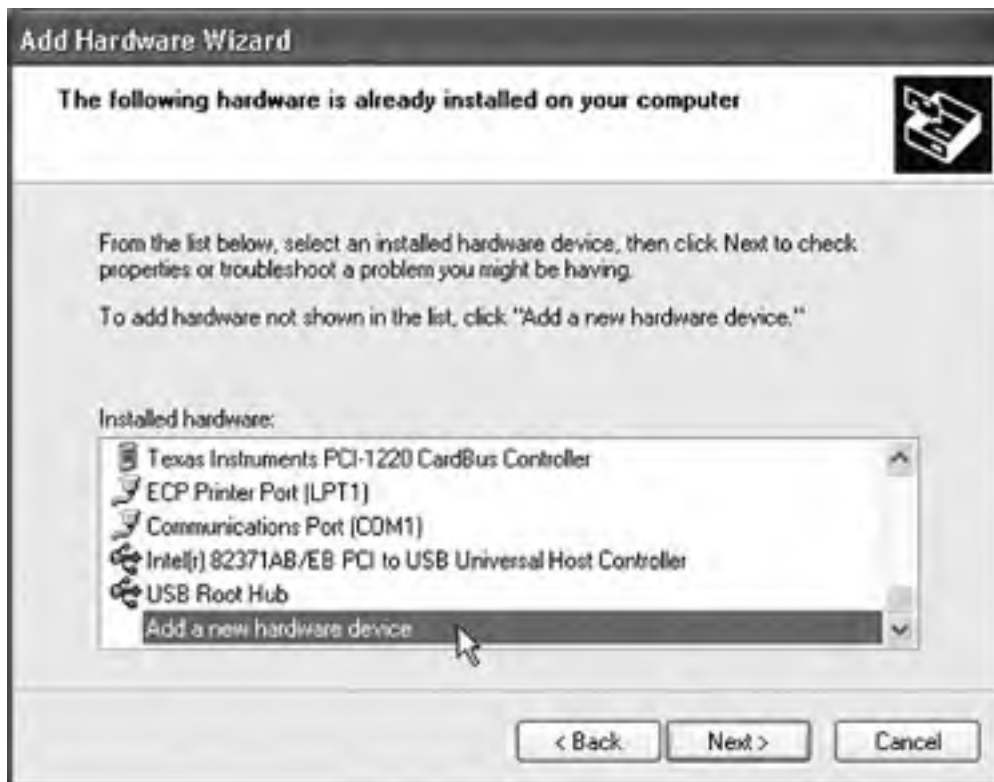 Add Hardware Wizard
The following hardware is already installed on your computer
From the list below, select an installed hardware device, then click Next to check
properties or troubleshoot a problem you might be having.
To add hardware not shown in the list, click "Add a new hardware device."
Installed hardware:
Texas Instruments PCI-1220 CardBus Controller
ECP Printer Port (LPT1)
Communications Port (COM1)
Intel(r) 82371AB/EB PCI to USB Universal Host Controller
USB Root Hub
Add a new hardware device
< Back Next > Cancel